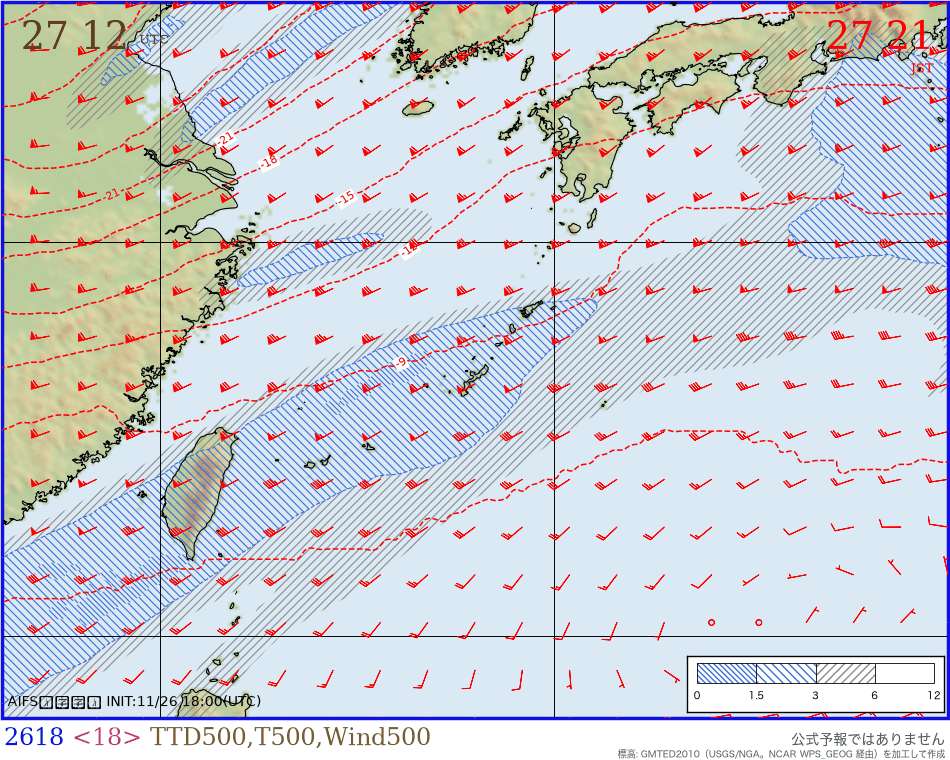 27 12 UTC
27 21
JST
-21
-18
-21
-15
-9
AIFS INIT:11/26 18:00(UTC)
0 1.5 3 6 12
2618 <18> TTD500,T500,Wind500
公式予報ではありません
標高: GMTED2010（USGS/NGA。NCAR WPS_GEOG 経由）を加工して作成